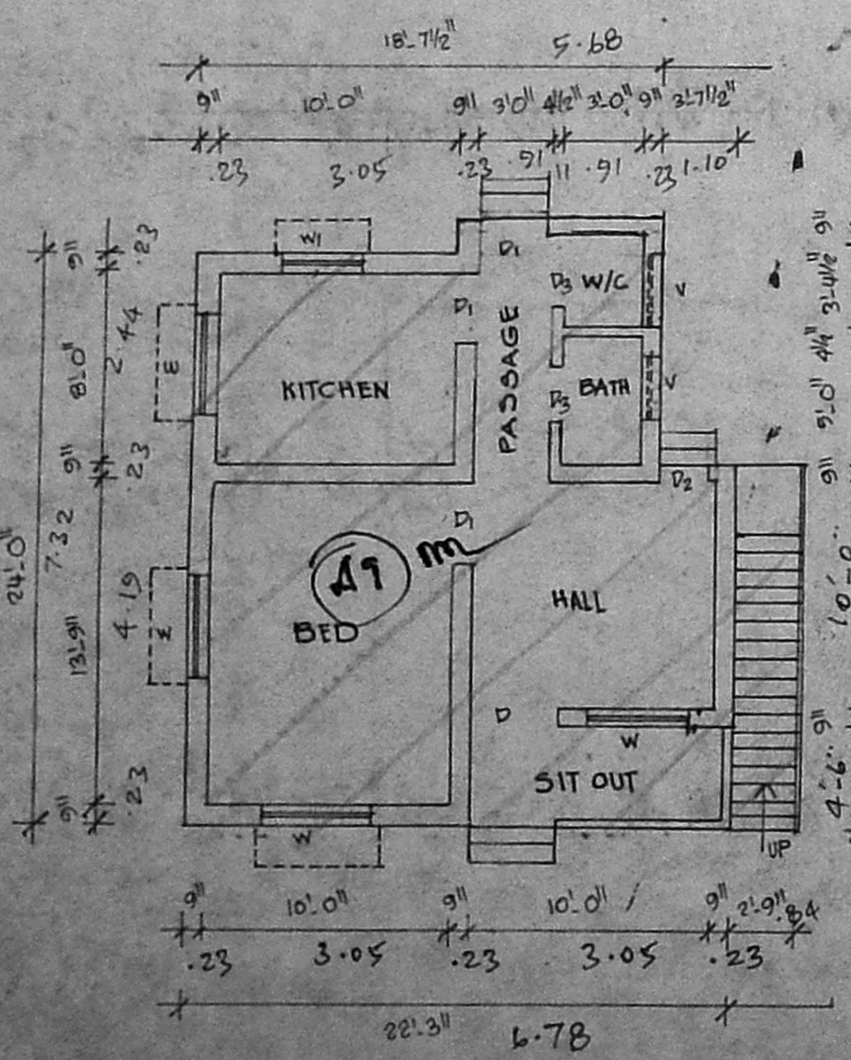 18'-7½" 5.68
9" 10'-0" 9" 3'0" 4½" 3'-0" 9" 3'-7½"
.23 3.05 .23 .91 11 .91 .23 1.10
W1
D1
D3 W/C
V
D1
PASSAGE
KITCHEN
D3 BATH
V
D2
D1
A9 m
BED
HALL
D
W
SIT OUT
W
UP
W
24'-0"
7.32
9" 8'-0" 9" 13'-9" 9"
.23 2.44 .23 4.19 .23
9" 3'-4½" 4½" 9" 10'-0" 9" 4'-6"
9" 10'-0" 9" 10'-0" 9" 2'-9" .84
.23 3.05 .23 3.05 .23
22'-3" 6.78